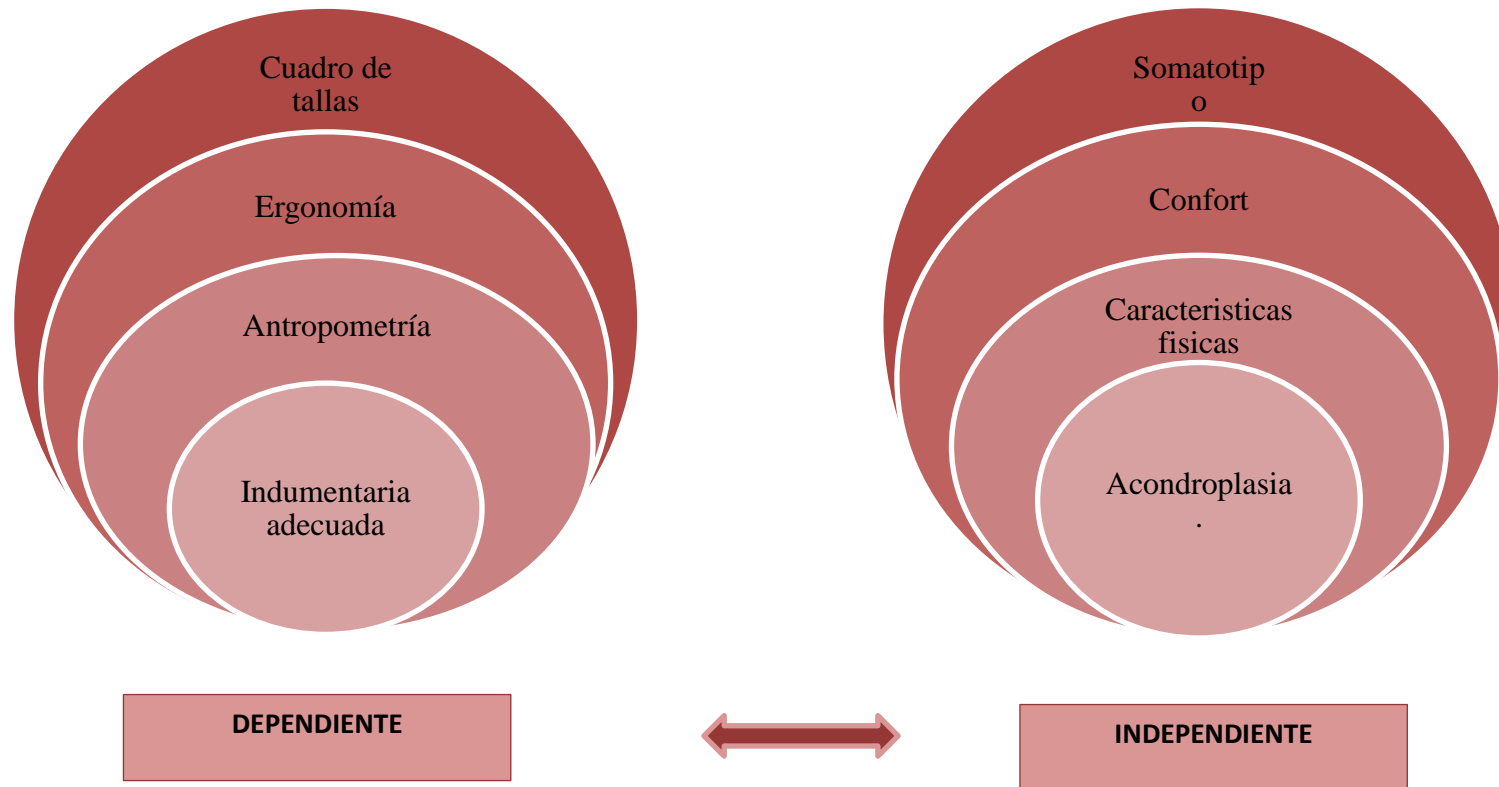 Cuadro de
tallas
Ergonomía
Antropometría
Indumentaria
adecuada
DEPENDIENTE
Somatotip
o
Confort
Caracteristicas
fisicas
Acondroplasia
.
INDEPENDIENTE